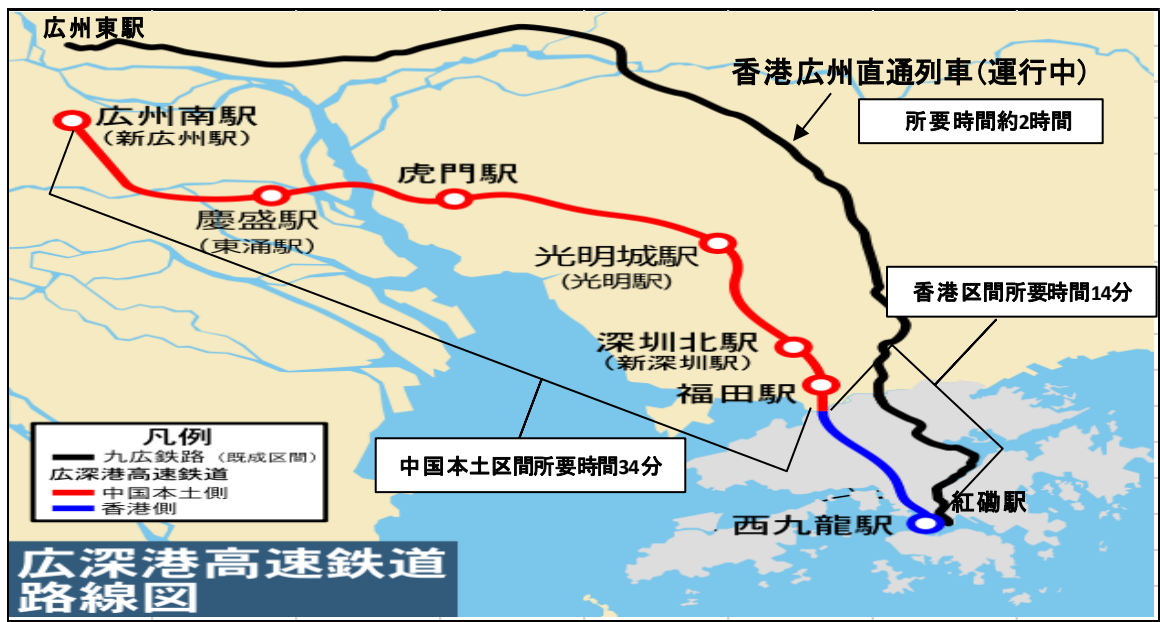 広州東駅
香港広州直通列車(運行中)
所要時間約2時間
広州南駅
(新広州駅)
虎門駅
慶盛駅
(東涌駅)
光明城駅
(光明駅)
香港区間所要時間14分
深圳北駅
(新深圳駅)
福田駅
中国本土区間所要時間34分
凡例
九広鉄路(既成区間)
広深港高速鉄道
中国本土側
香港側
紅磡駅
西九龍駅
広深港高速鉄道
路線図